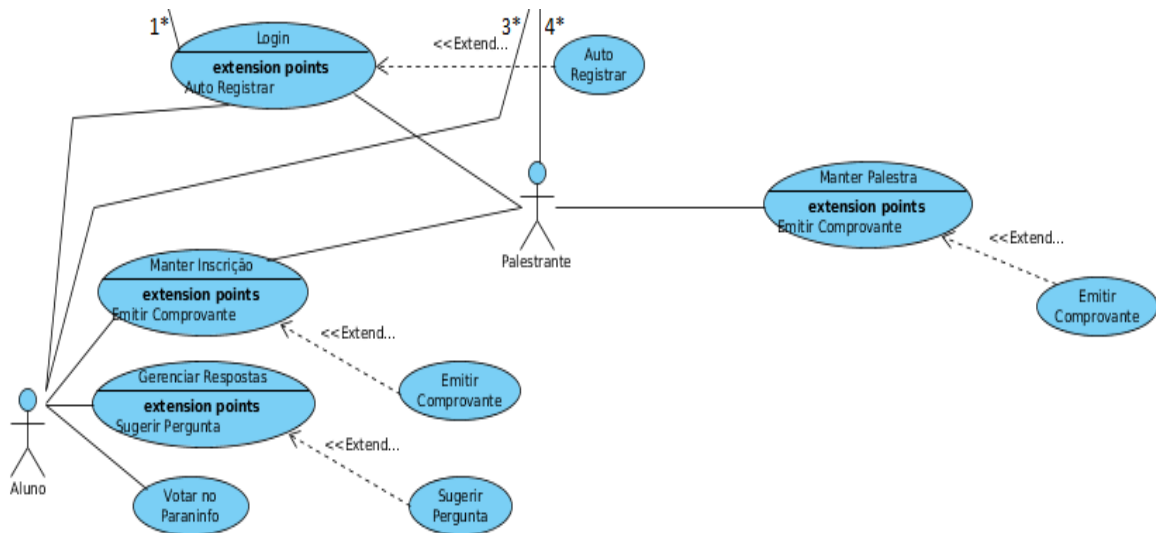 1*
3*
4*
Login
extension points
Auto Registrar
<<Extend...
Auto
Registrar
Palestrante
Manter Palestra
extension points
Emitir Comprovante
<<Extend...
Emitir
Comprovante
Manter Inscrição
extension points
Emitir Comprovante
<<Extend...
Emitir
Comprovante
Gerenciar Respostas
extension points
Sugerir Pergunta
<<Extend...
Sugerir
Pergunta
Aluno
Votar no
Paraninfo